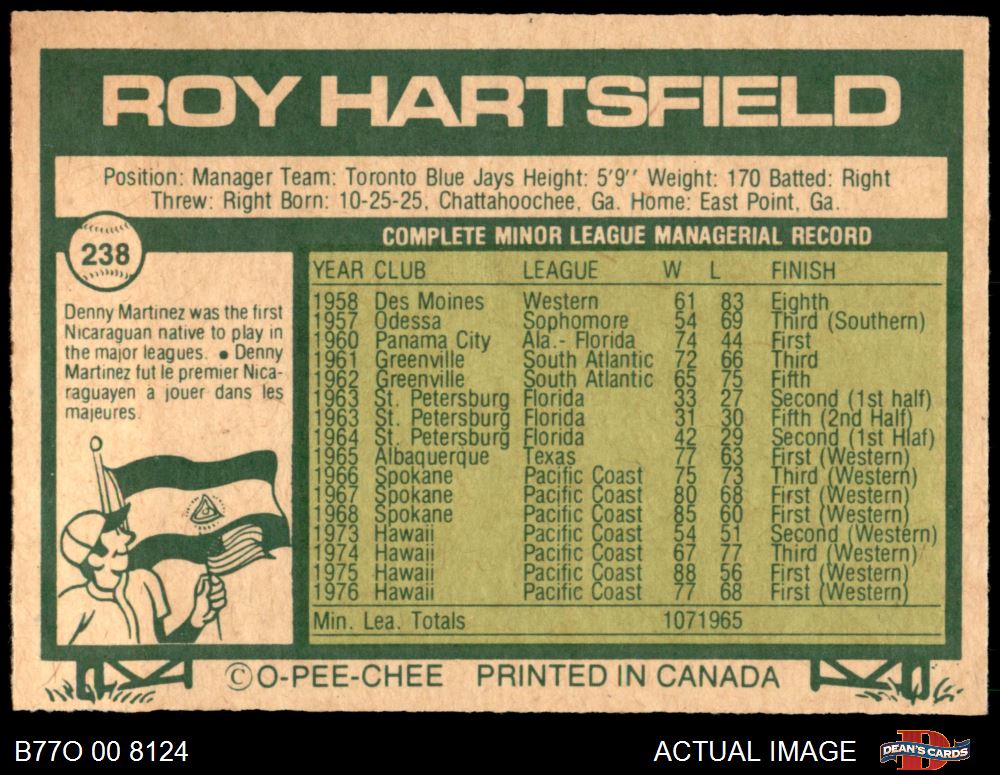 ROY HARTSFIELD
Position: Manager Team: Toronto Blue Jays Height: 5'9'' Weight: 170 Batted: Right
Threw: Right Born: 10-25-25, Chattahoochee, Ga. Home: East Point, Ga.
238
Denny Martinez was the first
Nicaraguan native to play in
the major leagues. • Denny
Martinez fut le premier Nica-
raguayen a jouer dans les
majeures.
COMPLETE MINOR LEAGUE MANAGERIAL RECORD
YEAR CLUB LEAGUE W L FINISH
1958 Des Moines Western 61 83 Eighth
1957 Odessa Sophomore 54 69 Third (Southern)
1960 Panama City Ala.- Florida 74 44 First
1961 Greenville South Atlantic 72 66 Third
1962 Greenville South Atlantic 65 75 Fifth
1963 St. Petersburg Florida 33 27 Second (1st half)
1963 St. Petersburg Florida 31 30 Fifth (2nd Half)
1964 St. Petersburg Florida 42 29 Second (1st Hlaf)
1965 Albaquerque Texas 77 63 First (Western)
1966 Spokane Pacific Coast 75 73 Third (Western)
1967 Spokane Pacific Coast 80 68 First (Western)
1968 Spokane Pacific Coast 85 60 First (Western)
1973 Hawaii Pacific Coast 54 51 Second (Western)
1974 Hawaii Pacific Coast 67 77 Third (Western)
1975 Hawaii Pacific Coast 88 56 First (Western)
1976 Hawaii Pacific Coast 77 68 First (Western)
Min. Lea. Totals 1071965
©O-PEE-CHEE PRINTED IN CANADA
B77O 00 8124
ACTUAL IMAGE
DEAN'S CARDS